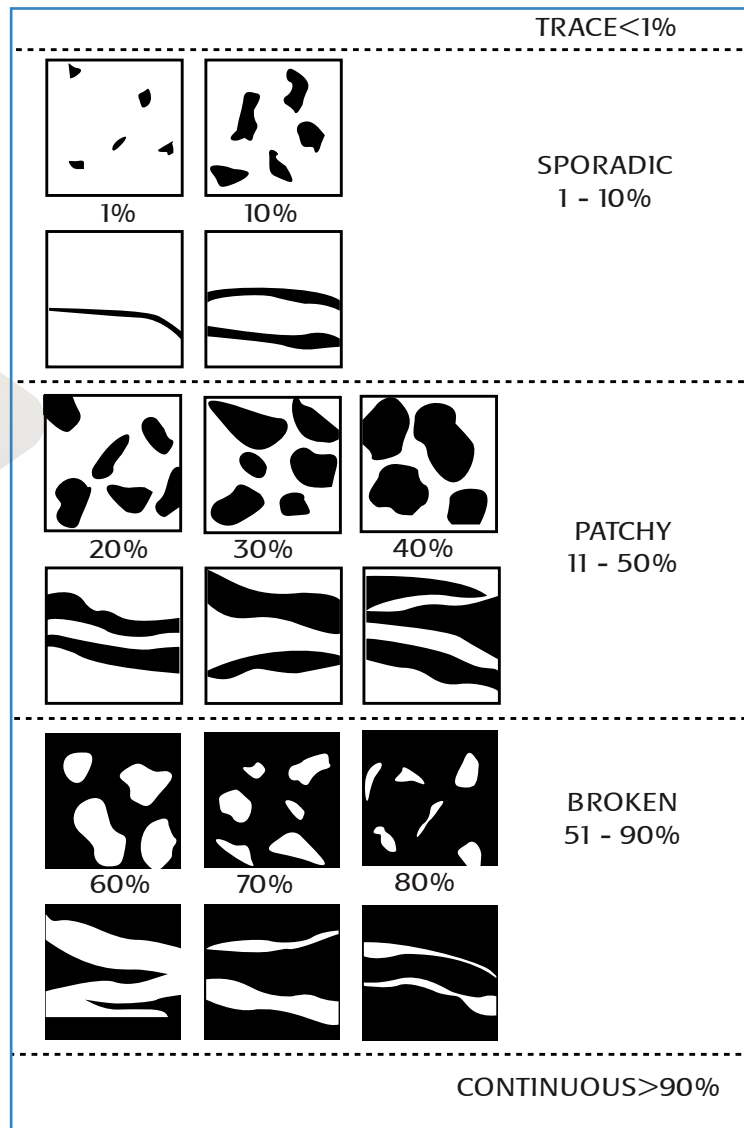 TRACE<1%
1%
10%
SPORADIC
1 - 10%
20%
30%
40%
PATCHY
11 - 50%
60%
70%
80%
BROKEN
51 - 90%
CONTINUOUS>90%